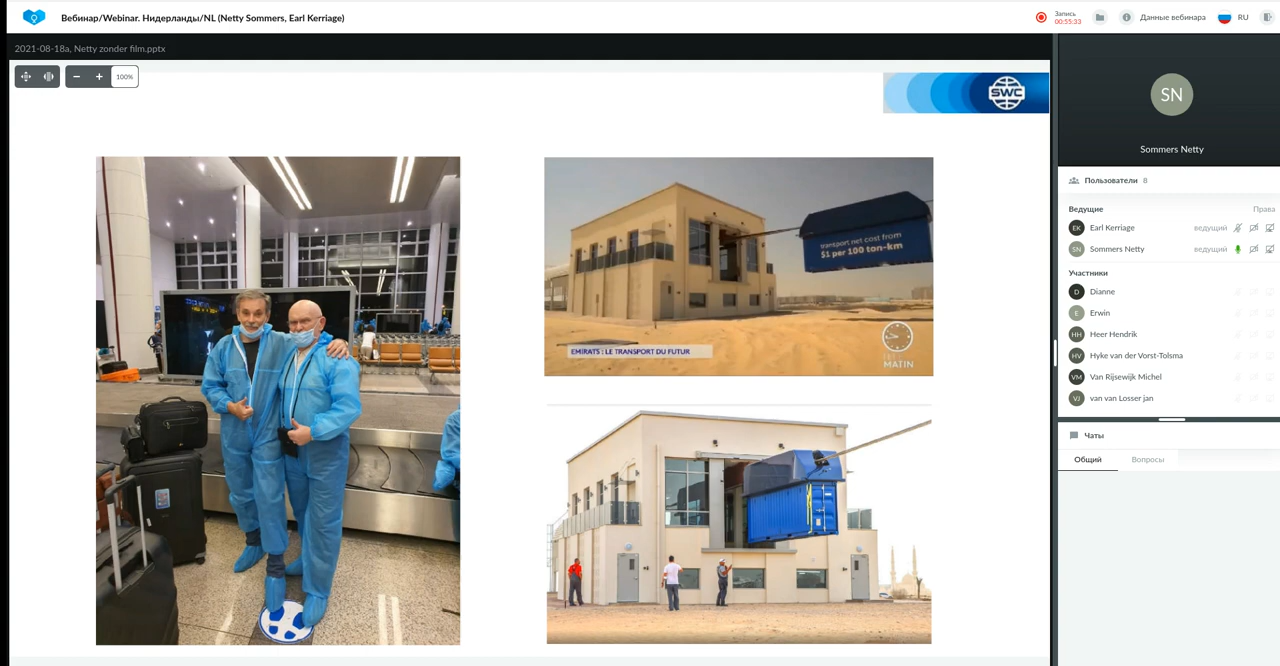 Вебинар/Webinar. Нидерланды/NL (Netty Sommers, Earl Kerriage)
Запись
00:55:33
Данные вебинара
RU
2021-08-18a, Netty zonder film.pptx
100%
SWC
transport net cost from
$1 per 100 ton-km
EMIRATS : LE TRANSPORT DU FUTUR
MATIN
SN
Sommers Netty
Пользователи 8
Ведущие
Права
EK Earl Kerriage ведущий
SN Sommers Netty ведущий
Участники
D Dianne
E Erwin
HH Heer Hendrik
HV Hyke van der Vorst-Tolsma
VM Van Rijsewijk Michel
VJ van van Losser jan
Чаты
Общий
Вопросы